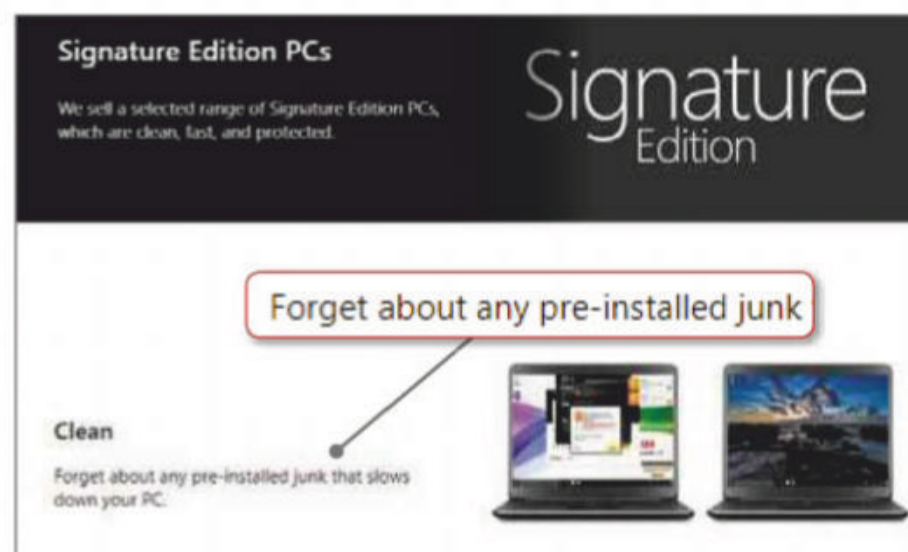 Signature Edition PCs
We sell a selected range of Signature Edition PCs,
which are clean, fast, and protected.
Signature
Edition
Forget about any pre-installed junk
Clean
Forget about any pre-installed junk that slows
down your PC.